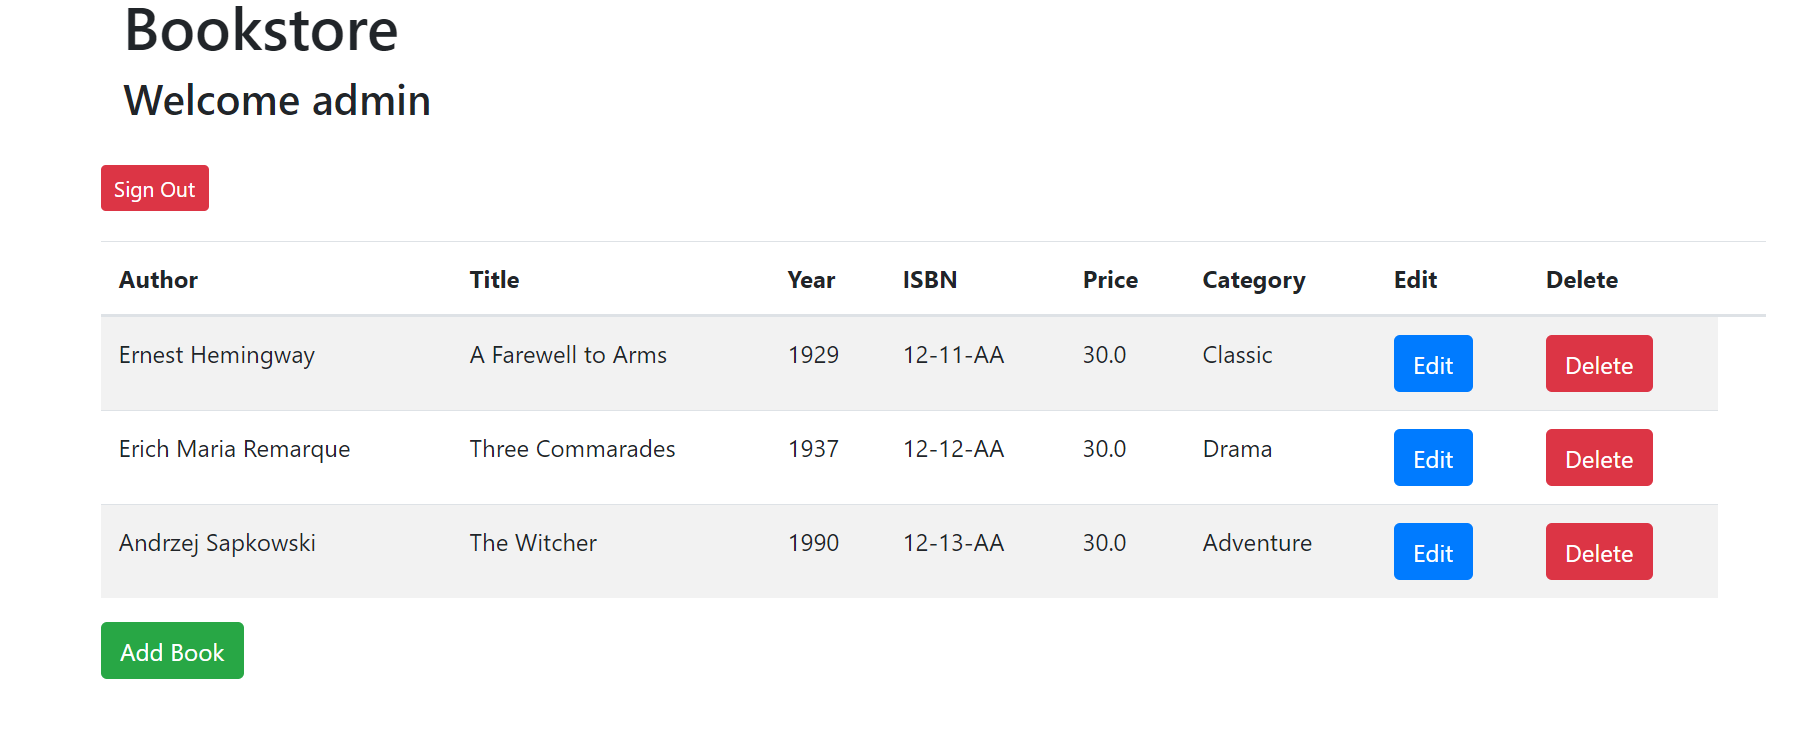 Bookstore
Welcome admin
Sign Out
Author Title Year ISBN Price Category Edit Delete
Ernest Hemingway A Farewell to Arms 1929 12-11-AA 30.0 Classic Edit Delete
Erich Maria Remarque Three Commarades 1937 12-12-AA 30.0 Drama Edit Delete
Andrzej Sapkowski The Witcher 1990 12-13-AA 30.0 Adventure Edit Delete
Add Book